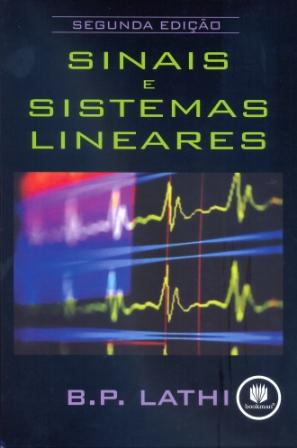 SEGUNDA EDIÇÃO
SINAIS
E
SISTEMAS
LINEARES
B.P. LATHI
bookman